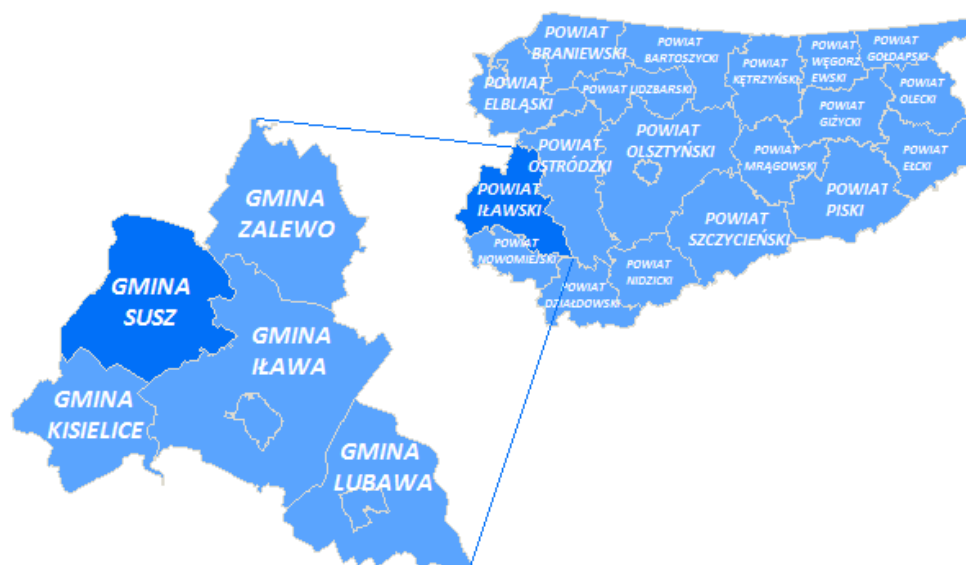 POWIAT
BRANIEWSKI
POWIAT
BARTOSZYCKI
POWIAT
KĘTRZYŃSKI
POWIAT
WĘGORZ
EWSKI
POWIAT
GOŁDAPSKI
POWIAT
ELBLĄSKI
POWIAT LIDZBARSKI
POWIAT
OLECKI
POWIAT
GIŻYCKI
POWIAT
OSTRÓDZKI
POWIAT
OLSZTYŃSKI
POWIAT
MRĄGOWSKI
POWIAT
EŁCKI
POWIAT
IŁAWSKI
POWIAT
PISKI
POWIAT
SZCZYCIEŃSKI
POWIAT
NOWOMIEJSKI
POWIAT
NIDZICKI
POWIAT
DZIAŁDOWSKI
GMINA
ZALEWO
GMINA
SUSZ
GMINA
IŁAWA
GMINA
KISIELICE
GMINA
LUBAWA